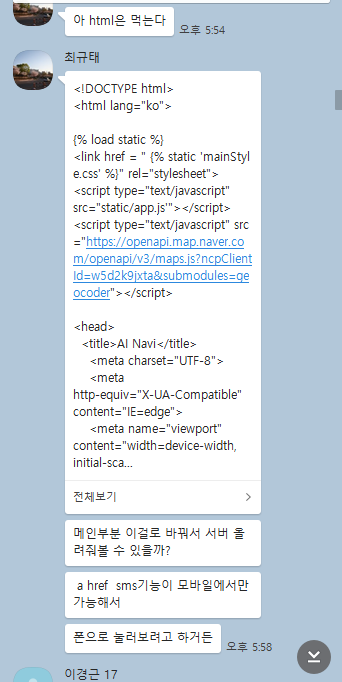 아 html은 먹는다
오후 5:54
최규태
<!DOCTYPE html>
<html lang="ko">
{% load static %}
<link href = " {% static 'mainStyl
e.css' %}" rel="stylesheet">
<script type="text/javascript"
src="static/app.js'"></script>
<script type="text/javascript" src
="https://openapi.map.naver.co
m/openapi/v3/maps.js?ncpClient
Id=w5d2k9jxta&submodules=ge
ocoder"></script>
<head>
<title>AI Navi</title>
<meta charset="UTF-8">
<meta
http-equiv="X-UA-Compatible"
content="IE=edge">
<meta name="viewport"
content="width=device-width,
initial-sca...
전체보기
메인부분 이걸로 바꿔서 서버 올
려줘볼 수 있을까?
a href  sms기능이 모바일에서만
가능해서
폰으로 눌러보려고 하거든
오후 5:58
이경근 17